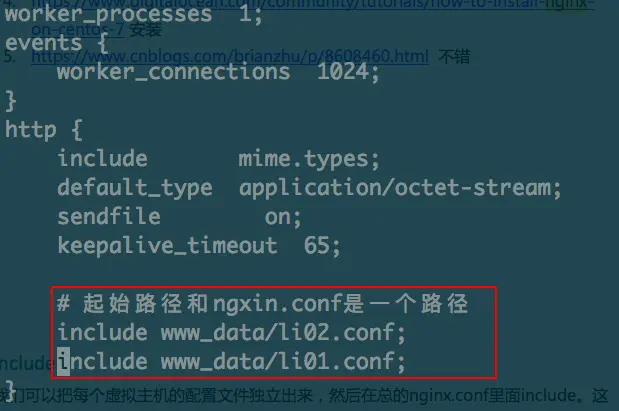 worker_processes  1;
4. https://www.digitalocean.com/community/tutorials/how-to-install-nginx-on-centos-7 安装
events {
5. https://www.cnblogs.com/brianzhu/p/8608460.html 不错
    worker_connections  1024;
}
http {
    include       mime.types;
    default_type  application/octet-stream;
    sendfile        on;
    keepalive_timeout  65;
    # 起始路径和ngxin.conf是一个路径
    include www_data/li02.conf;
    include www_data/li01.conf;
nclude
}
我们可以把每个虚拟主机的配置文件独立出来，然后在总的nginx.conf里面include。这